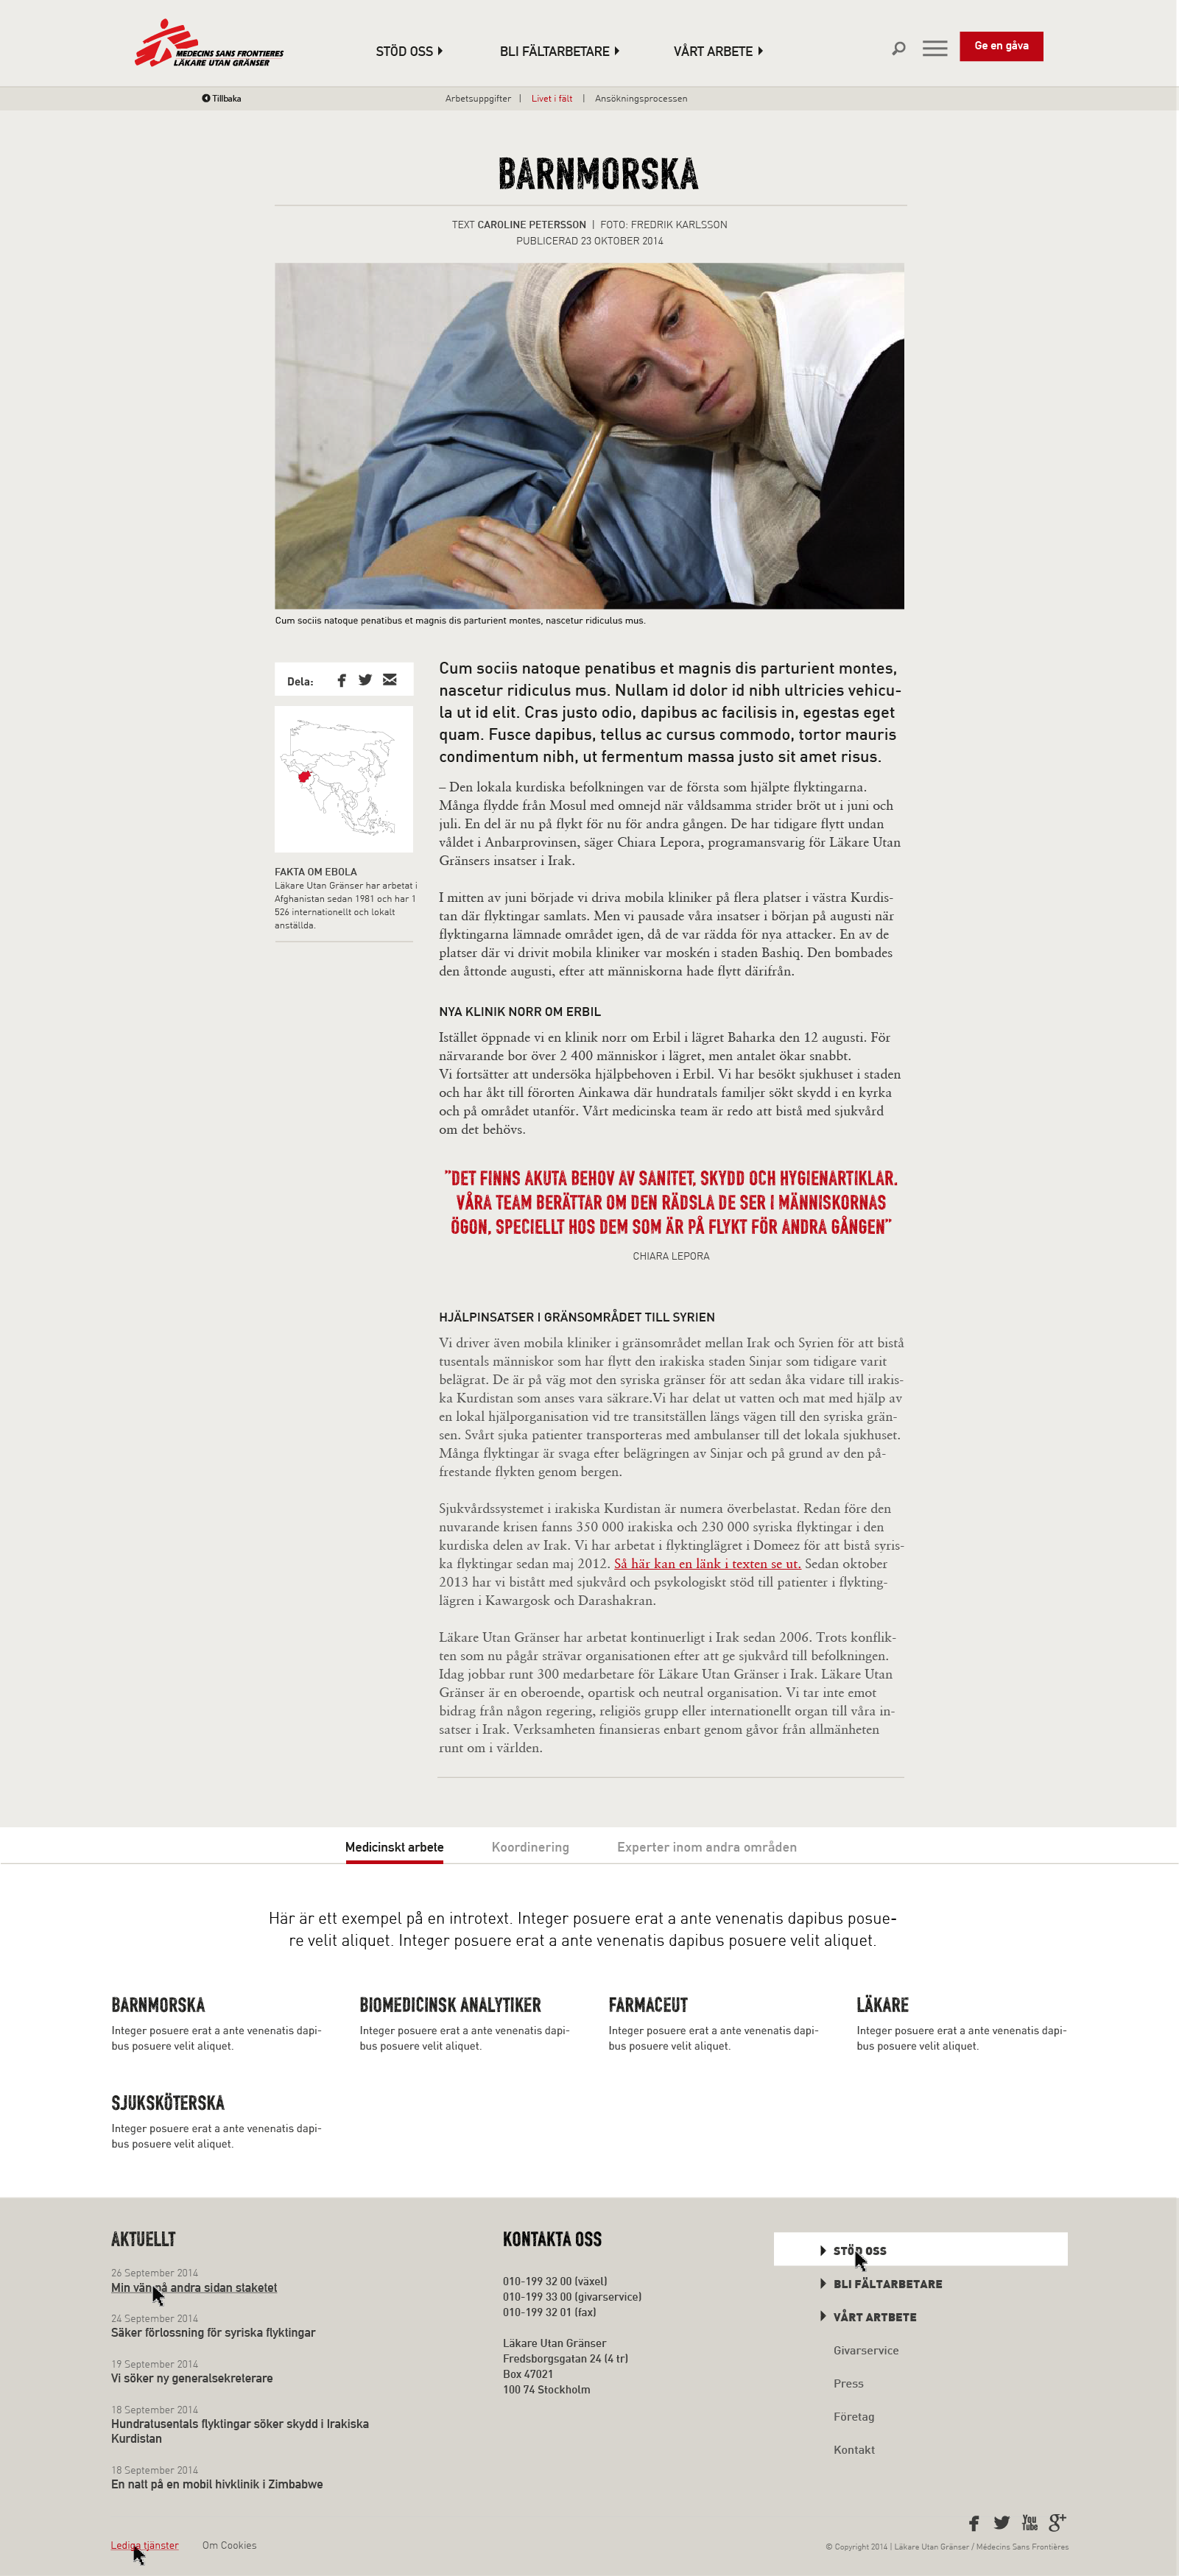 MEDECINS SANS FRONTIERES
LÄKARE UTAN GRÄNSER
STÖD OSS
BLI FÄLTARBETARE
VÅRT ARBETE
Ge en gåva
Tillbaka
Arbetsuppgifter | Livet i fält | Ansökningsprocessen
BARNMORSKA
TEXT CAROLINE PETERSSON | FOTO: FREDRIK KARLSSON
PUBLICERAD 23 OKTOBER 2014
Cum sociis natoque penatibus et magnis dis parturient montes, nascetur ridiculus mus.
Dela:
FAKTA OM EBOLA
Läkare Utan Gränser har arbetat i
Afghanistan sedan 1981 och har 1
526 internationellt och lokalt
anställda.
Cum sociis natoque penatibus et magnis dis parturient montes,
nascetur ridiculus mus. Nullam id dolor id nibh ultricies vehicu-
la ut id elit. Cras justo odio, dapibus ac facilisis in, egestas eget
quam. Fusce dapibus, tellus ac cursus commodo, tortor mauris
condimentum nibh, ut fermentum massa justo sit amet risus.
– Den lokala kurdiska befolkningen var de första som hjälpte flyktingarna.
Många flydde från Mosul med omnejd när våldsamma strider bröt ut i juni och
juli. En del är nu på flykt för nu för andra gången. De har tidigare flytt undan
våldet i Anbarprovinsen, säger Chiara Lepora, programansvarig för Läkare Utan
Gränsers insatser i Irak.
I mitten av juni började vi driva mobila kliniker på flera platser i västra Kurdis-
tan där flyktingar samlats. Men vi pausade våra insatser i början på augusti när
flyktingarna lämnade området igen, då de var rädda för nya attacker. En av de
platser där vi drivit mobila kliniker var moskén i staden Bashiq. Den bombades
den åttonde augusti, efter att människorna hade flytt därifrån.
NYA KLINIK NORR OM ERBIL
Istället öppnade vi en klinik norr om Erbil i lägret Baharka den 12 augusti. För
närvarande bor över 2 400 människor i lägret, men antalet ökar snabbt.
Vi fortsätter att undersöka hjälpbehoven i Erbil. Vi har besökt sjukhuset i staden
och har åkt till förorten Ainkawa där hundratals familjer sökt skydd i en kyrka
och på området utanför. Vårt medicinska team är redo att bistå med sjukvård
om det behövs.
”DET FINNS AKUTA BEHOV AV SANITET, SKYDD OCH HYGIENARTIKLAR.
VÅRA TEAM BERÄTTAR OM DEN RÄDSLA DE SER I MÄNNISKORNAS
ÖGON, SPECIELLT HOS DEM SOM ÄR PÅ FLYKT FÖR ANDRA GÅNGEN”
CHIARA LEPORA
HJÄLPINSATSER I GRÄNSOMRÅDET TILL SYRIEN
Vi driver även mobila kliniker i gränsområdet mellan Irak och Syrien för att bistå
tusentals människor som har flytt den irakiska staden Sinjar som tidigare varit
belägrat. De är på väg mot den syriska gränser för att sedan åka vidare till irakis-
ka Kurdistan som anses vara säkrare.Vi har delat ut vatten och mat med hjälp av
en lokal hjälporganisation vid tre transitställen längs vägen till den syriska grän-
sen. Svårt sjuka patienter transporteras med ambulanser till det lokala sjukhuset.
Många flyktingar är svaga efter belägringen av Sinjar och på grund av den på-
frestande flykten genom bergen.
Sjukvårdssystemet i irakiska Kurdistan är numera överbelastat. Redan före den
nuvarande krisen fanns 350 000 irakiska och 230 000 syriska flyktingar i den
kurdiska delen av Irak. Vi har arbetat i flyktinglägret i Domeez för att bistå syris-
ka flyktingar sedan maj 2012. Så här kan en länk i texten se ut. Sedan oktober
2013 har vi bistått med sjukvård och psykologiskt stöd till patienter i flykting-
lägren i Kawargosk och Darashakran.
Läkare Utan Gränser har arbetat kontinuerligt i Irak sedan 2006. Trots konflik-
ten som nu pågår strävar organisationen efter att ge sjukvård till befolkningen.
Idag jobbar runt 300 medarbetare för Läkare Utan Gränser i Irak. Läkare Utan
Gränser är en oberoende, opartisk och neutral organisation. Vi tar inte emot
bidrag från någon regering, religiös grupp eller internationellt organ till våra in-
satser i Irak. Verksamheten finansieras enbart genom gåvor från allmänheten
runt om i världen.
Medicinskt arbete
Koordinering
Experter inom andra områden
Här är ett exempel på en introtext. Integer posuere erat a ante venenatis dapibus posue-
re velit aliquet. Integer posuere erat a ante venenatis dapibus posuere velit aliquet.
BARNMORSKA
Integer posuere erat a ante venenatis dapi-
bus posuere velit aliquet.
BIOMEDICINSK ANALYTIKER
Integer posuere erat a ante venenatis dapi-
bus posuere velit aliquet.
FARMACEUT
Integer posuere erat a ante venenatis dapi-
bus posuere velit aliquet.
LÄKARE
Integer posuere erat a ante venenatis dapi-
bus posuere velit aliquet.
SJUKSKÖTERSKA
Integer posuere erat a ante venenatis dapi-
bus posuere velit aliquet.
AKTUELLT
26 September 2014
Min vän på andra sidan staketet
24 September 2014
Säker förlossning för syriska flyktingar
19 September 2014
Vi söker ny generalsekreterare
18 September 2014
Hundratusentals flyktingar söker skydd i Irakiska
Kurdistan
18 September 2014
En natt på en mobil hivklinik i Zimbabwe
KONTAKTA OSS
010-199 32 00 (växel)
010-199 33 00 (givarservice)
010-199 32 01 (fax)
Läkare Utan Gränser
Fredsborgsgatan 24 (4 tr)
Box 47021
100 74 Stockholm
STÖD OSS
BLI FÄLTARBETARE
VÅRT ARTBETE
Givarservice
Press
Företag
Kontakt
You
Tube
g+
Lediga tjänster
Om Cookies
© Copyright 2014 | Läkare Utan Gränser / Médecins Sans Frontières